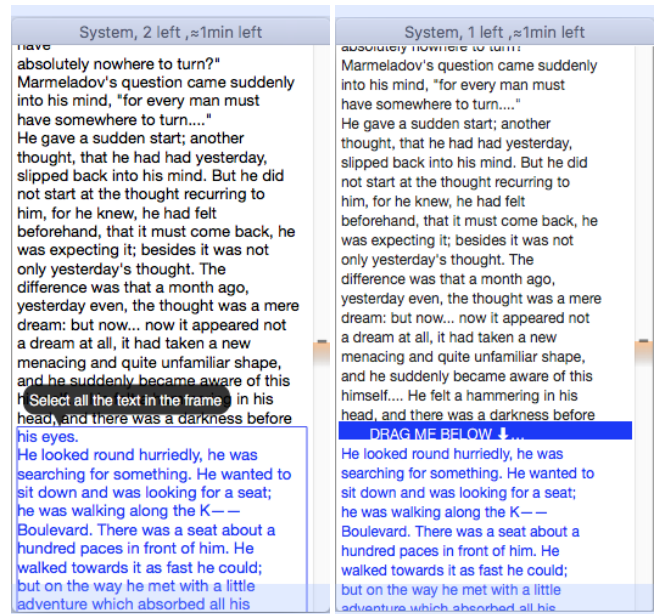 System, 2 left ,≈1min left
have
absolutely nowhere to turn?"
Marmeladov's question came suddenly
into his mind, "for every man must
have somewhere to turn...."
He gave a sudden start; another
thought, that he had had yesterday,
slipped back into his mind. But he did
not start at the thought recurring to
him, for he knew, he had felt
beforehand, that it must come back, he
was expecting it; besides it was not
only yesterday's thought. The
difference was that a month ago,
yesterday even, the thought was a mere
dream: but now... now it appeared not
a dream at all, it had taken a new
menacing and quite unfamiliar shape,
and he suddenly became aware of this
Select all the text in the frame
in his
head, and there was a darkness before
his eyes.
He looked round hurriedly, he was
searching for something. He wanted to
sit down and was looking for a seat;
he was walking along the K——
Boulevard. There was a seat about a
hundred paces in front of him. He
walked towards it as fast he could;
but on the way he met with a little
adventure which absorbed all his
System, 1 left ,≈1min left
absolutely nowhere to turn?"
Marmeladov's question came suddenly
into his mind, "for every man must
have somewhere to turn...."
He gave a sudden start; another
thought, that he had had yesterday,
slipped back into his mind. But he did
not start at the thought recurring to
him, for he knew, he had felt
beforehand, that it must come back, he
was expecting it; besides it was not
only yesterday's thought. The
difference was that a month ago,
yesterday even, the thought was a mere
dream: but now... now it appeared not
a dream at all, it had taken a new
menacing and quite unfamiliar shape,
and he suddenly became aware of this
himself.... He felt a hammering in his
head, and there was a darkness before
DRAG ME BELOW ⬇...
He looked round hurriedly, he was
searching for something. He wanted to
sit down and was looking for a seat;
he was walking along the K——
Boulevard. There was a seat about a
hundred paces in front of him. He
walked towards it as fast he could;
but on the way he met with a little
adventure which absorbed all his